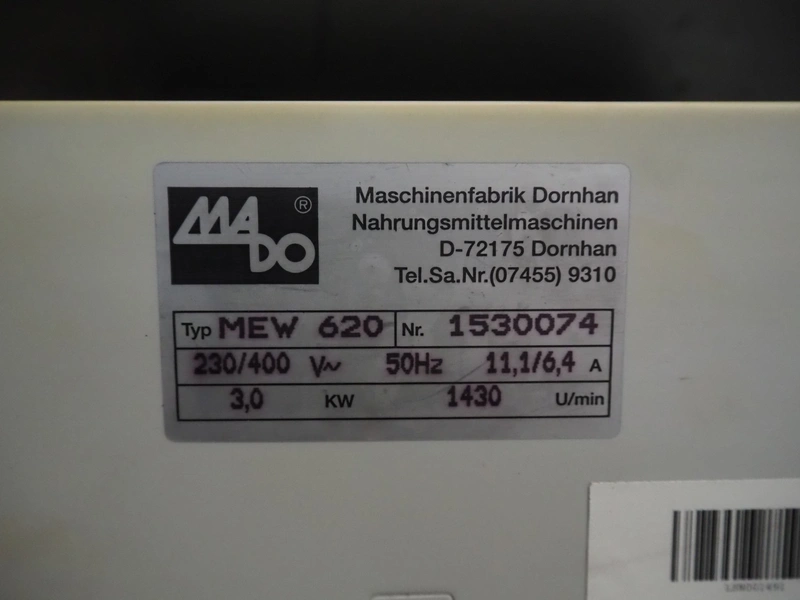 MADO ®
Maschinenfabrik Dornhan
Nahrungsmittelmaschinen
D-72175 Dornhan
Tel.Sa.Nr.(07455) 9310
Typ MEW 620 Nr. 1530074
230/400 V~ 50Hz 11,1/6,4 A
3,0 KW 1430 U/min